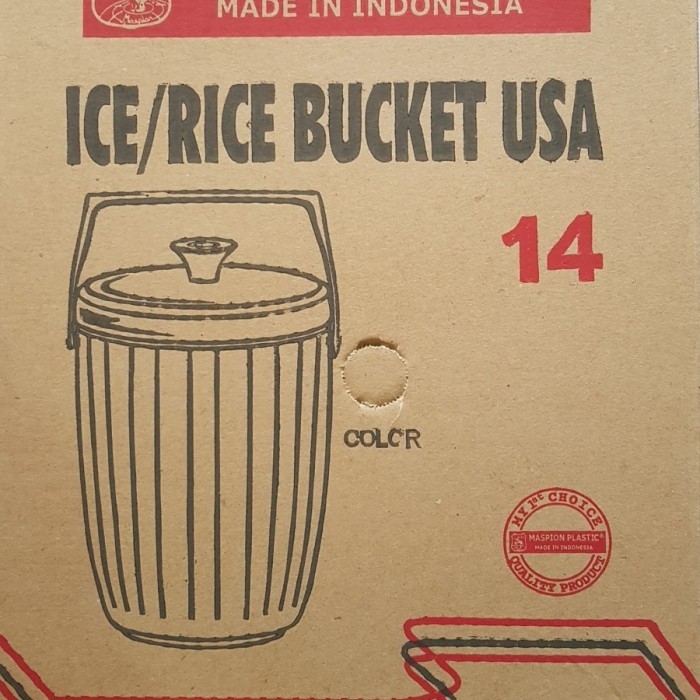 Maspion
MADE IN INDONESIA
ICE/RICE BUCKET USA
14
COLOR
MY 1st CHOICE
MASPION PLASTIC®
MADE IN INDONESIA
QUALITY PRODUCT